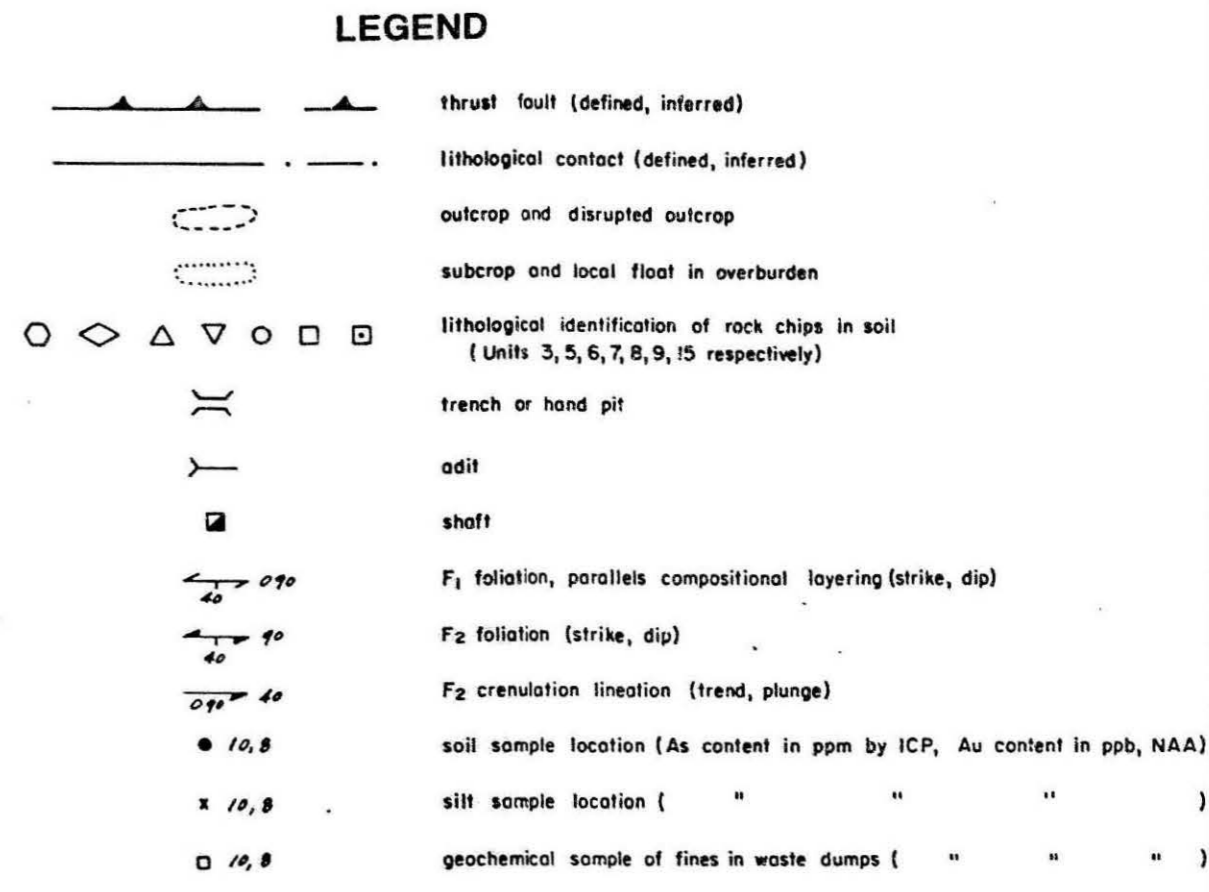 LEGEND
thrust fault (defined, inferred)
lithological contact (defined, inferred)
outcrop and disrupted outcrop
subcrop and local float in overburden
lithological identification of rock chips in soil
(Units 3, 5, 6, 7, 8, 9, 15 respectively)
trench or hand pit
adit
shaft
090 F1 foliation, parallels compositional layering (strike, dip)
40
90 F2 foliation (strike, dip)
40
090 40 F2 crenulation lineation (trend, plunge)
10,8 soil sample location (As content in ppm by ICP, Au content in ppb, NAA)
x 10,8 silt sample location ( " " " )
10,8 geochemical sample of fines in waste dumps ( " " " )